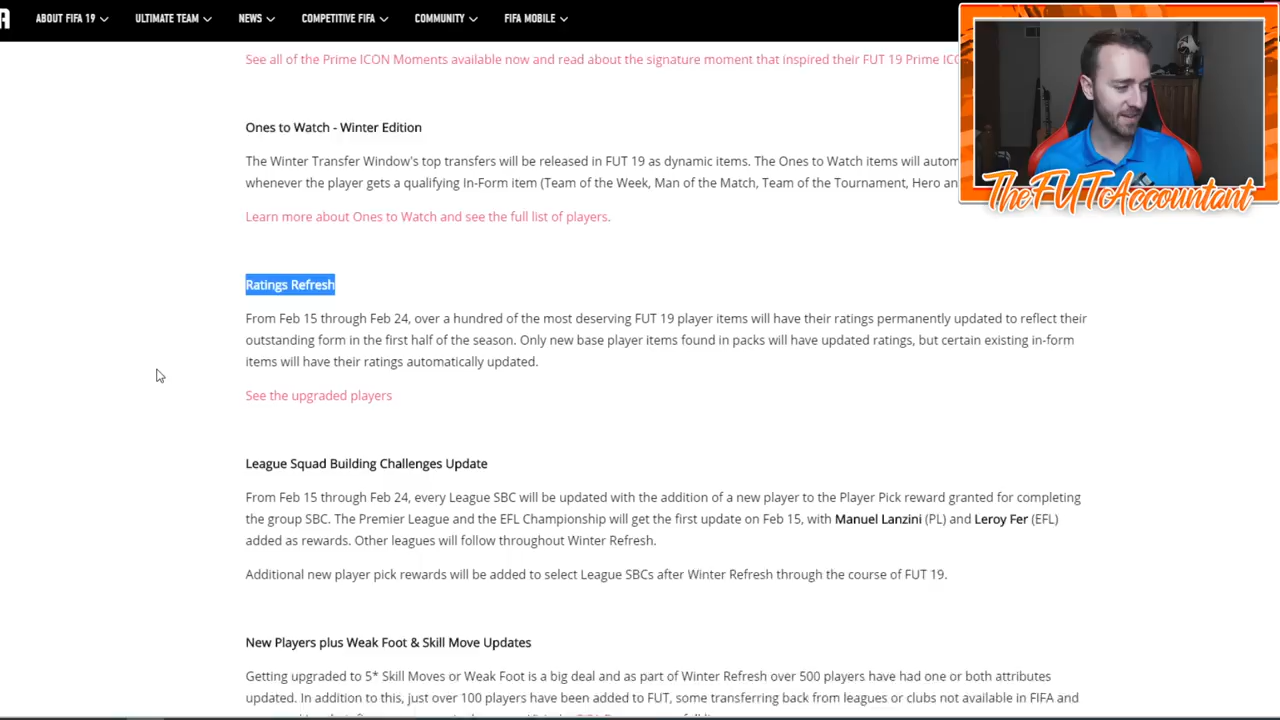 A
ABOUT FIFA 19
ULTIMATE TEAM
NEWS
COMPETITIVE FIFA
COMMUNITY
FIFA MOBILE
See all of the Prime ICON Moments available now and read about the signature moment that inspired their FUT 19 Prime
Ones to Watch - Winter Edition
The Winter Transfer Window's top transfers will be released in FUT 19 as dynamic items. The Ones to Watch items will
whenever the player gets a qualifying In-Form item (Team of the Week, Man of the Match, Team of the Tournament, Hero
Learn more about Ones to Watch and see the full list of players.
TheFUTAccountant
Ratings Refresh
From Feb 15 through Feb 24, over a hundred of the most deserving FUT 19 player items will have their ratings permanently updated to reflect their
outstanding form in the first half of the season. Only new base player items found in packs will have updated ratings, but certain existing in-form
items will have their ratings automatically updated.
See the upgraded players
League Squad Building Challenges Update
From Feb 15 through Feb 24, every League SBC will be updated with the addition of a new player to the Player Pick reward granted for completing
the group SBC. The Premier League and the EFL Championship will get the first update on Feb 15, with Manuel Lanzini (PL) and Leroy Fer (EFL)
added as rewards. Other leagues will follow throughout Winter Refresh.
Additional new player pick rewards will be added to select League SBCs after Winter Refresh through the course of FUT 19.
New Players plus Weak Foot & Skill Move Updates
Getting upgraded to 5* Skill Moves or Weak Foot is a big deal and as part of Winter Refresh over 500 players have had one or both attributes
updated. In addition to this, just over 100 players have been added to FUT, some transferring back from leagues or clubs not available in FIFA and